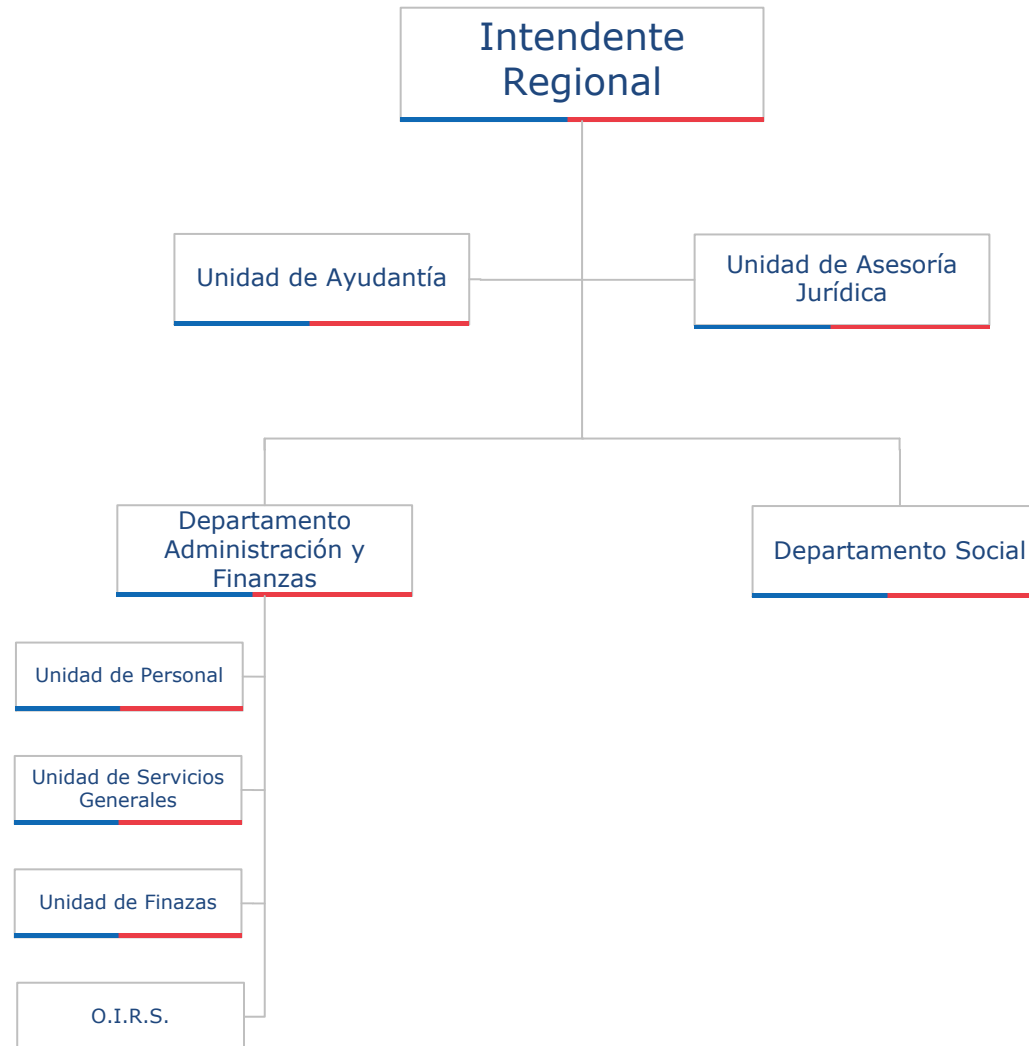 Intendente
Regional
Unidad de Ayudantía
Unidad de Asesoría
Jurídica
Departamento
Administración y
Finanzas
Departamento Social
Unidad de Personal
Unidad de Servicios
Generales
Unidad de Finazas
O.I.R.S.